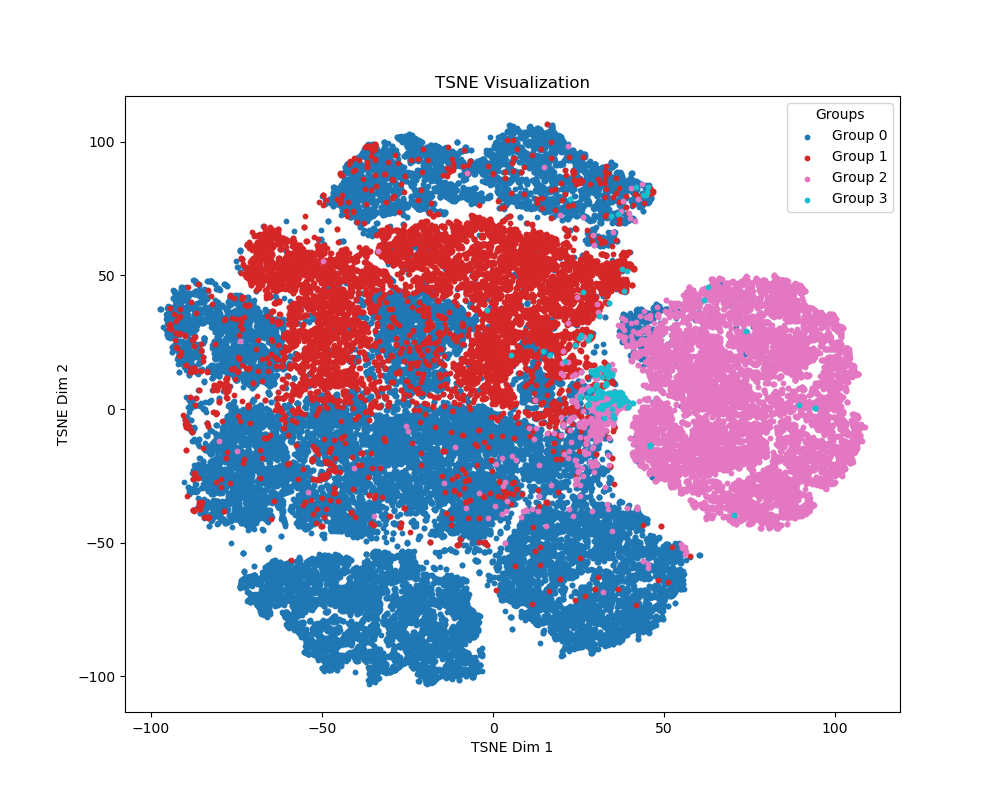 TSNE Visualization
Groups
Group 0
Group 1
Group 2
Group 3
100
50
0
−50
−100
TSNE Dim 2
−100
−50
0
50
100
TSNE Dim 1